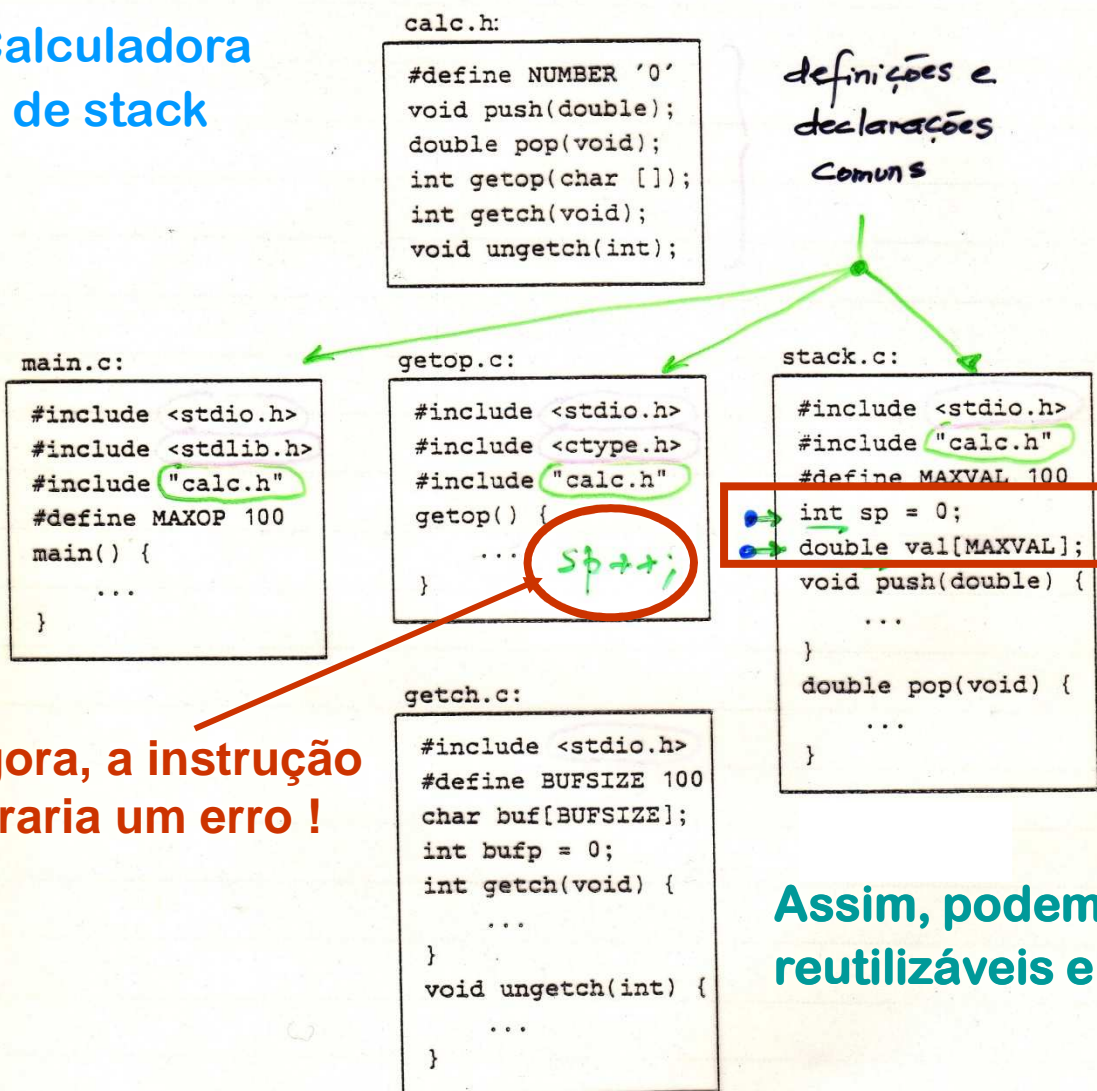 Calculadora
de stack
calc.h:
#define NUMBER '0'
void push(double);
double pop(void);
int getop(char []);
int getch(void);
void ungetch(int);
definições e
declarações
comuns
main.c:
#include <stdio.h>
#include <stdlib.h>
#include "calc.h"
#define MAXOP 100
main() {
...
}
getop.c:
#include <stdio.h>
#include <ctype.h>
#include "calc.h"
getop() {
... sp++;
}
stack.c:
#include <stdio.h>
#include "calc.h"
#define MAXVAL 100
int sp = 0;
double val[MAXVAL];
void push(double) {
...
}
double pop(void) {
...
}
gora, a instrução
raria um erro !
getch.c:
#include <stdio.h>
#define BUFSIZE 100
char buf[BUFSIZE];
int bufp = 0;
int getch(void) {
...
}
void ungetch(int) {
...
}
Assim, podem
reutilizáveis e